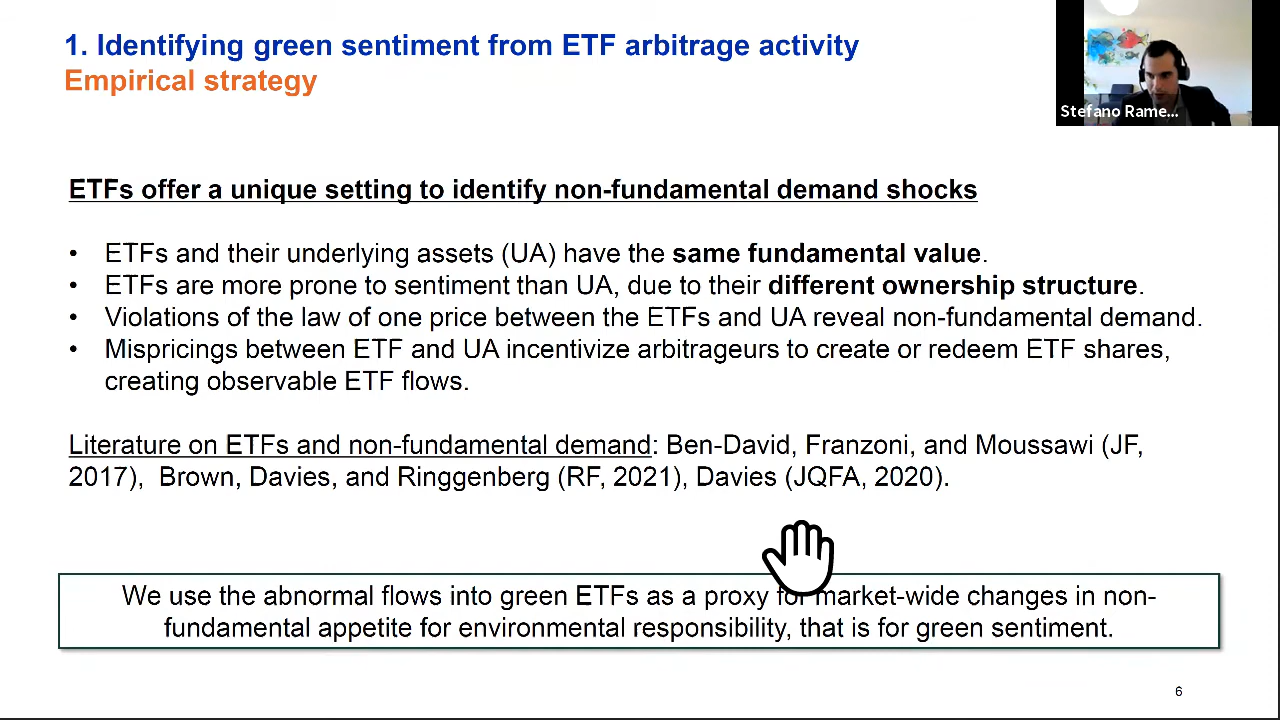 1. Identifying green sentiment from ETF arbitrage activity
Empirical strategy
Stefano Rame...
ETFs offer a unique setting to identify non-fundamental demand shocks
• ETFs and their underlying assets (UA) have the same fundamental value.
• ETFs are more prone to sentiment than UA, due to their different ownership structure.
• Violations of the law of one price between the ETFs and UA reveal non-fundamental demand.
• Mispricings between ETF and UA incentivize arbitrageurs to create or redeem ETF shares,
creating observable ETF flows.
Literature on ETFs and non-fundamental demand: Ben-David, Franzoni, and Moussawi (JF,
2017), Brown, Davies, and Ringgenberg (RF, 2021), Davies (JQFA, 2020).
We use the abnormal flows into green ETFs as a proxy for market-wide changes in non-
fundamental appetite for environmental responsibility, that is for green sentiment.
6